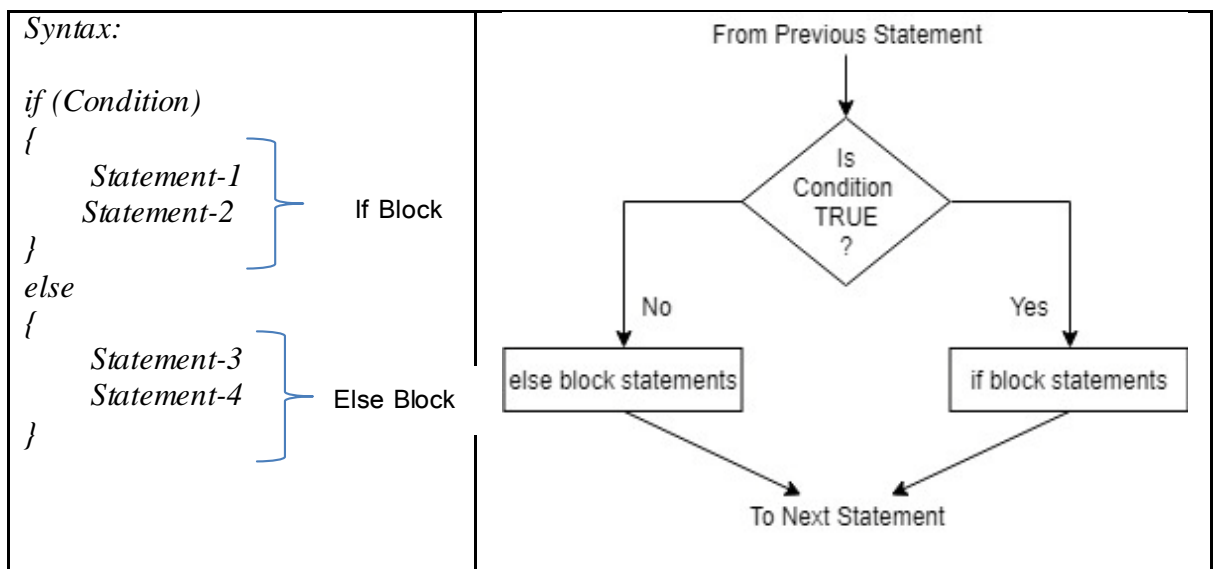 Syntax:
if (Condition)
{
Statement-1
Statement-2
}
If Block
else
{
Statement-3
Statement-4
}
Else Block
From Previous Statement
Is
Condition
TRUE
?
No
Yes
else block statements
if block statements
To Next Statement